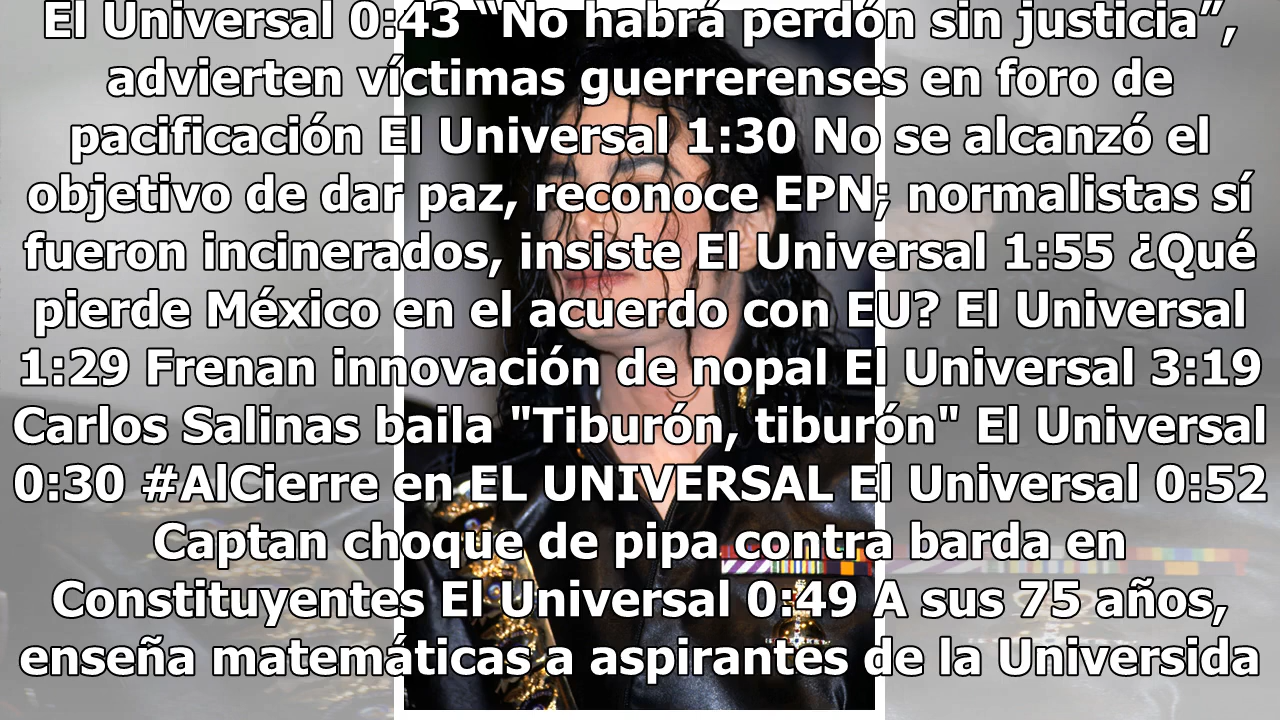 El Universal 0:43 “No habrá perdón sin justicia”,
advierten víctimas guerrerenses en foro de
pacificación El Universal 1:30 No se alcanzó el
objetivo de dar paz, reconoce EPN; normalistas sí
fueron incinerados, insiste El Universal 1:55 ¿Qué
pierde México en el acuerdo con EU? El Universal
1:29 Frenan innovación de nopal El Universal 3:19
Carlos Salinas baila "Tiburón, tiburón" El Universal
0:30 #AlCierre en EL UNIVERSAL El Universal 0:52
Captan choque de pipa contra barda en
Constituyentes El Universal 0:49 A sus 75 años,
enseña matemáticas a aspirantes de la Universida